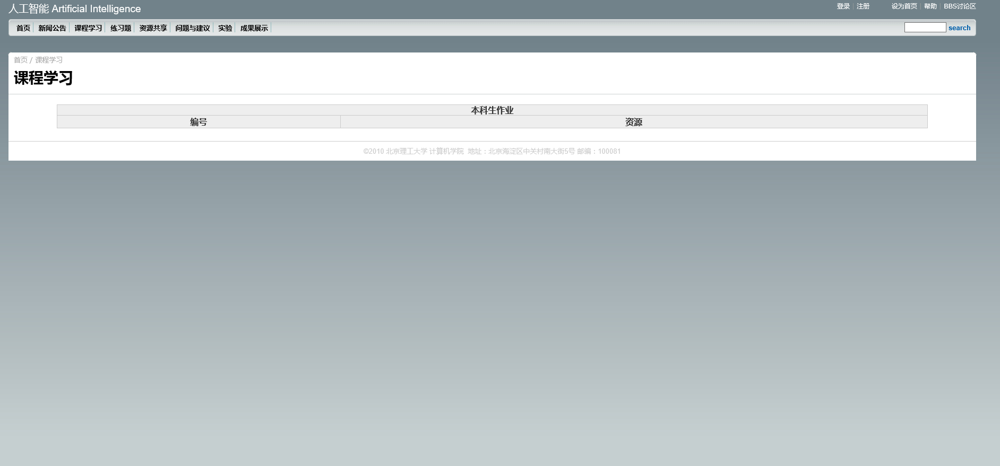 人工智能 Artificial Intelligence
登录 | 注册 设为首页 | 帮助 | BBS讨论区
首页 新闻公告 课程学习 练习题 资源共享 问题与建议 实验 成果展示 search
首页 / 课程学习
课程学习
本科生作业
编号 资源
©2010 北京理工大学 计算机学院 地址：北京海淀区中关村南大街5号 邮编：100081